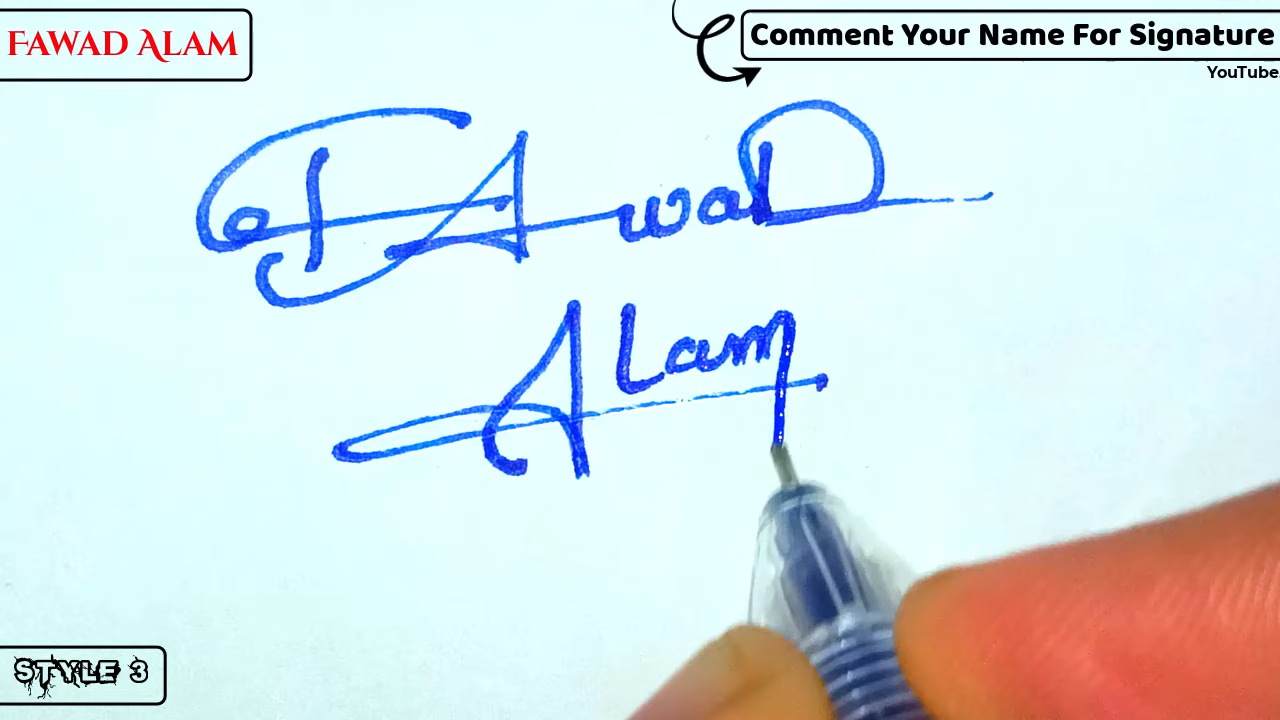 FAWAD ALAM
Comment Your Name For Signature
YouTube
FAwaD
ALam
STYLE 3